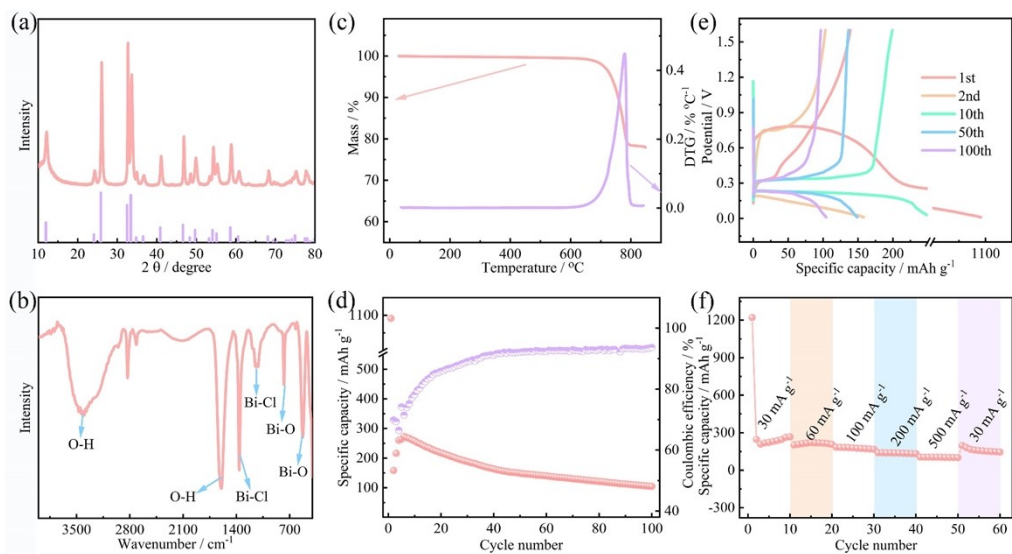 (a)
Intensity
10 20 30 40 50 60 70 80
2 θ / degree
(b)
Intensity
O-H
O-H
Bi-Cl
Bi-Cl
Bi-O
Bi-O
3500 2800 2100 1400 700
Wavenumber / cm⁻¹
(c)
Mass / %
100
90
80
70
60
0.4
0.2
0.0
DTG / % °C⁻¹
0 200 400 600 800
Temperature / °C
(d)
Specific capacity / mAh g⁻¹
1100
500
400
300
200
100
100
80
60
40
Coulombic efficiency / %
0 20 40 60 80 100
Cycle number
(e)
Potential / V
1.5
1.2
0.9
0.6
0.3
0.0
1st
2nd
10th
50th
100th
0 50 100 150 200 1100
Specific capacity / mAh g⁻¹
(f)
Specific capacity / mAh g⁻¹
1200
900
600
300
0
-300
30 mA g⁻¹
60 mA g⁻¹
100 mA g⁻¹
200 mA g⁻¹
500 mA g⁻¹
30 mA g⁻¹
0 10 20 30 40 50 60
Cycle number